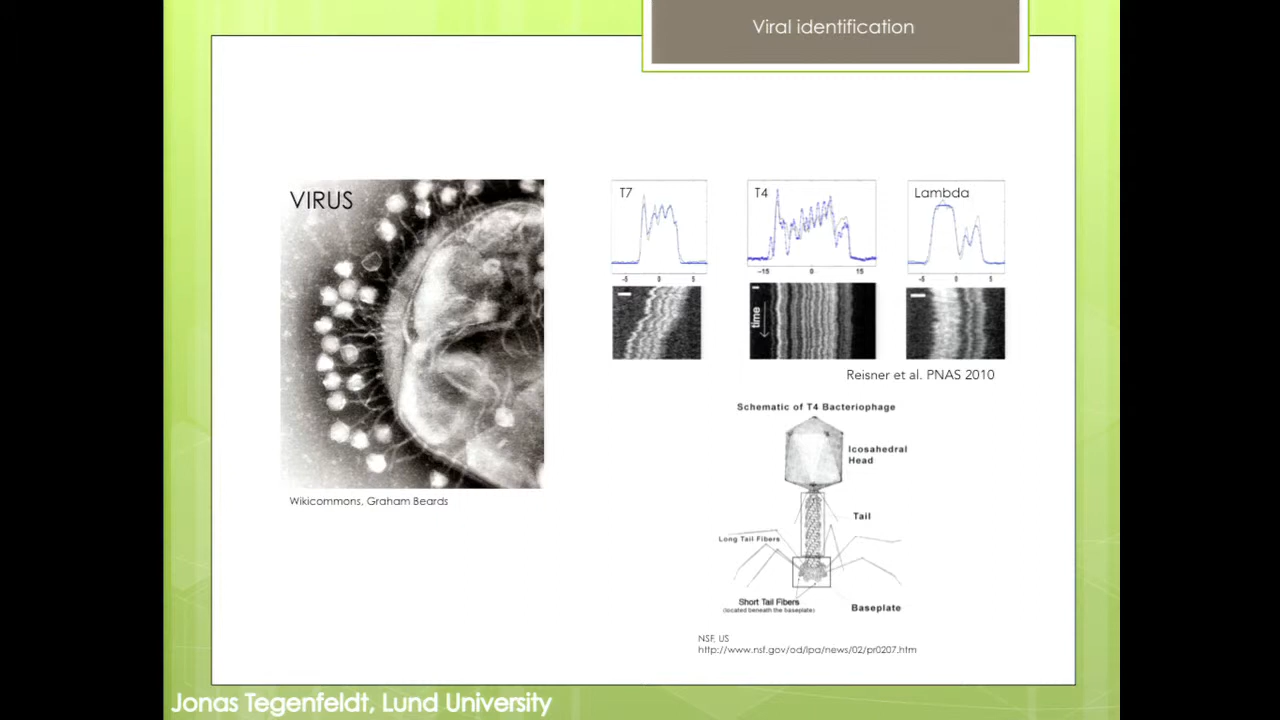 Viral identification
VIRUS
T7
T4
Lambda
-5 0 5
-15 0 15
-5 0 5
time
Reisner et al. PNAS 2010
Schematic of T4 Bacteriophage
Icosahedral
Head
Tail
Long Tail Fibers
Short Tail Fibers
(located beneath the baseplate)
Baseplate
Wikicommons, Graham Beards
NSF, US
http://www.nsf.gov/od/lpa/news/02/pr0207.htm
Jonas Tegenfeldt, Lund University